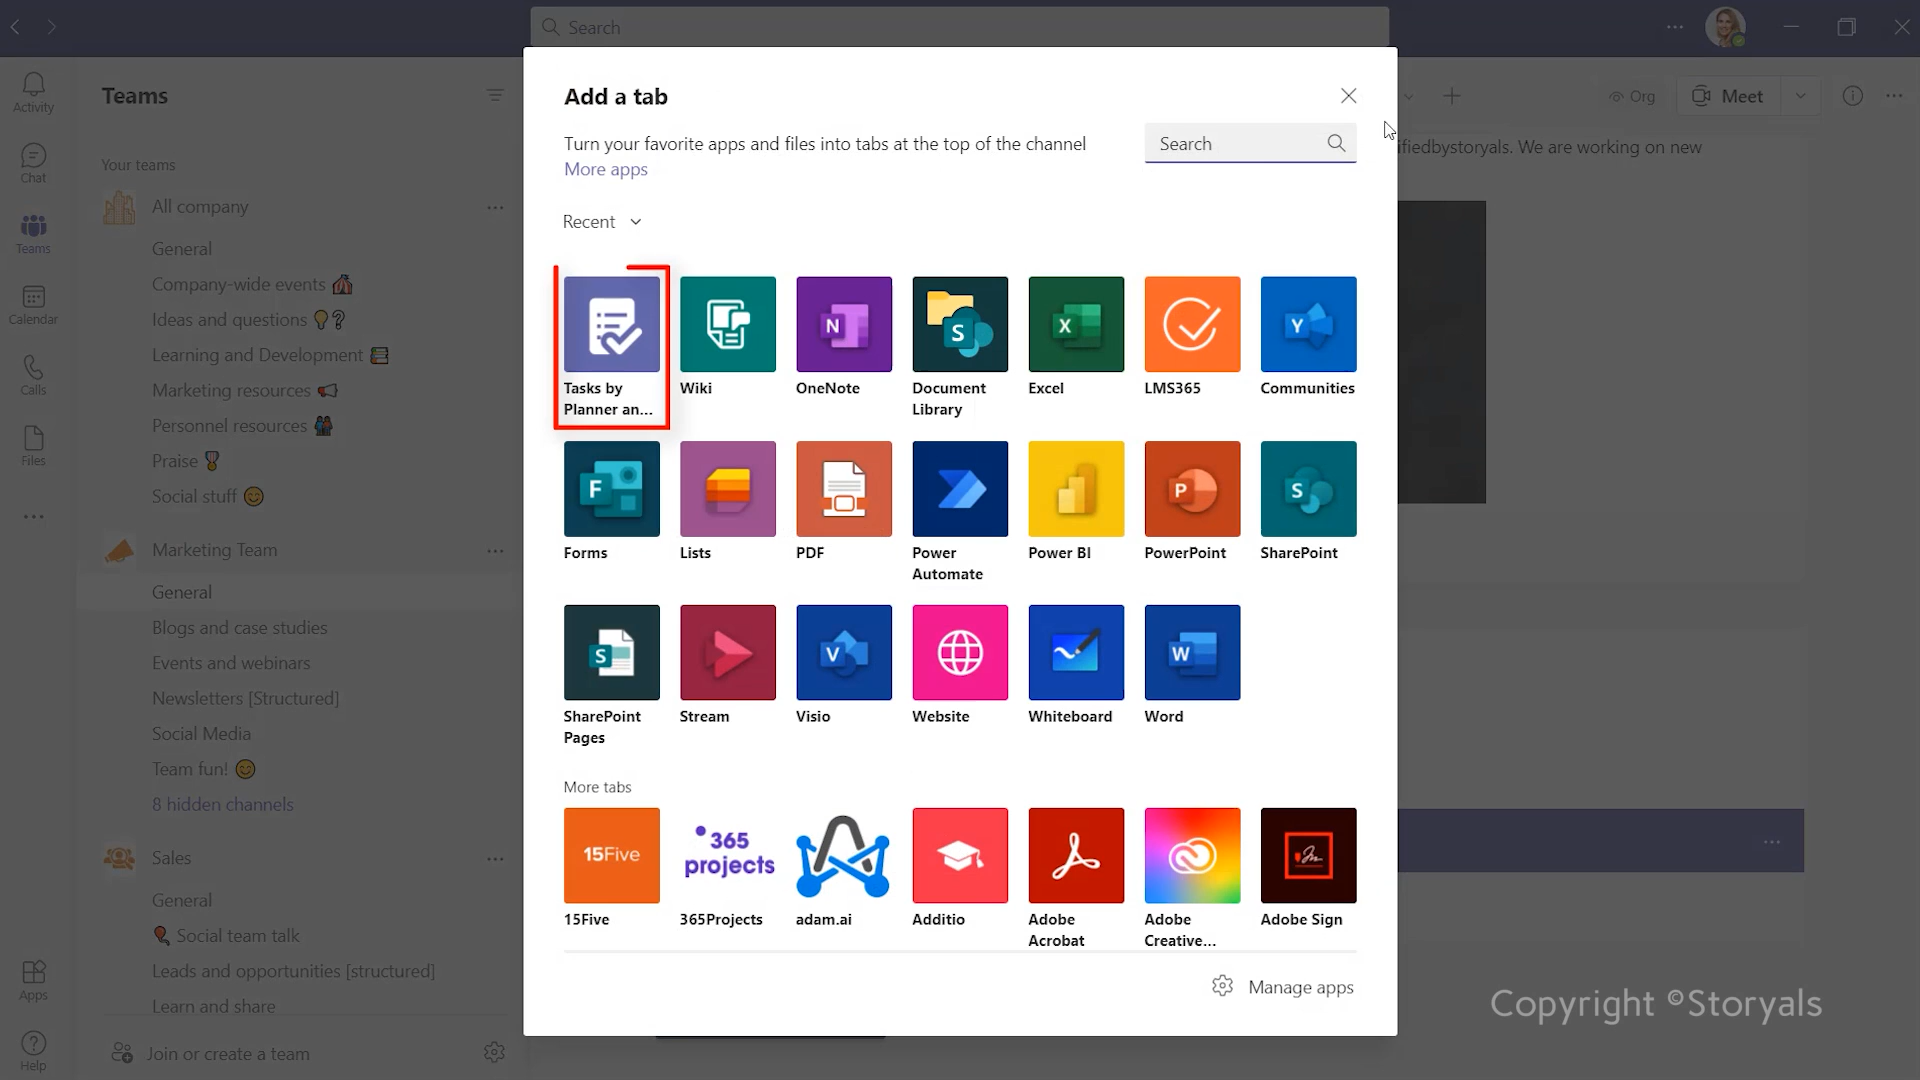 Search
Activity
Chat
Teams
Calendar
Calls
Files
Apps
Help
Teams
Your teams
All company
General
Company-wide events
Ideas and questions
Learning and Development
Marketing resources
Personnel resources
Praise
Social stuff
Marketing Team
General
Blogs and case studies
Events and webinars
Newsletters [Structured]
Social Media
Team fun!
8 hidden channels
Sales
General
Social team talk
Leads and opportunities [structured]
Learn and share
Join or create a team
Add a tab
Turn your favorite apps and files into tabs at the top of the channel
More apps
Search
Recent
Tasks by
Planner an...
Wiki
N
OneNote
S
Document
Library
X
Excel
LMS365
Y
Communities
F
Forms
Lists
PDF
Power
Automate
Power BI
P
PowerPoint
S
SharePoint
S
SharePoint
Pages
Stream
V
Visio
Website
Whiteboard
W
Word
More tabs
15Five
15Five
365
projects
365Projects
adam.ai
Additio
Adobe
Acrobat
Adobe
Creative...
Adobe Sign
Manage apps
Org
Meet
ifiedbystoryals. We are working on new
Copyright ©Storyals